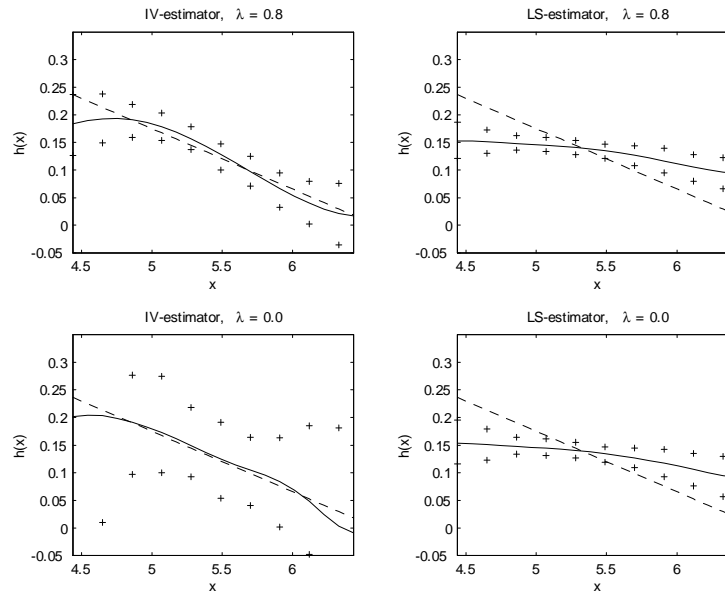 IV-estimator, λ = 0.8
0.3
0.25
0.2
0.15
0.1
0.05
0
-0.05
h(x)
4.5 5 5.5 6
x
LS-estimator, λ = 0.8
0.3
0.25
0.2
0.15
0.1
0.05
0
-0.05
h(x)
4.5 5 5.5 6
x
IV-estimator, λ = 0.0
0.3
0.25
0.2
0.15
0.1
0.05
0
-0.05
h(x)
4.5 5 5.5 6
x
LS-estimator, λ = 0.0
0.3
0.25
0.2
0.15
0.1
0.05
0
-0.05
h(x)
4.5 5 5.5 6
x